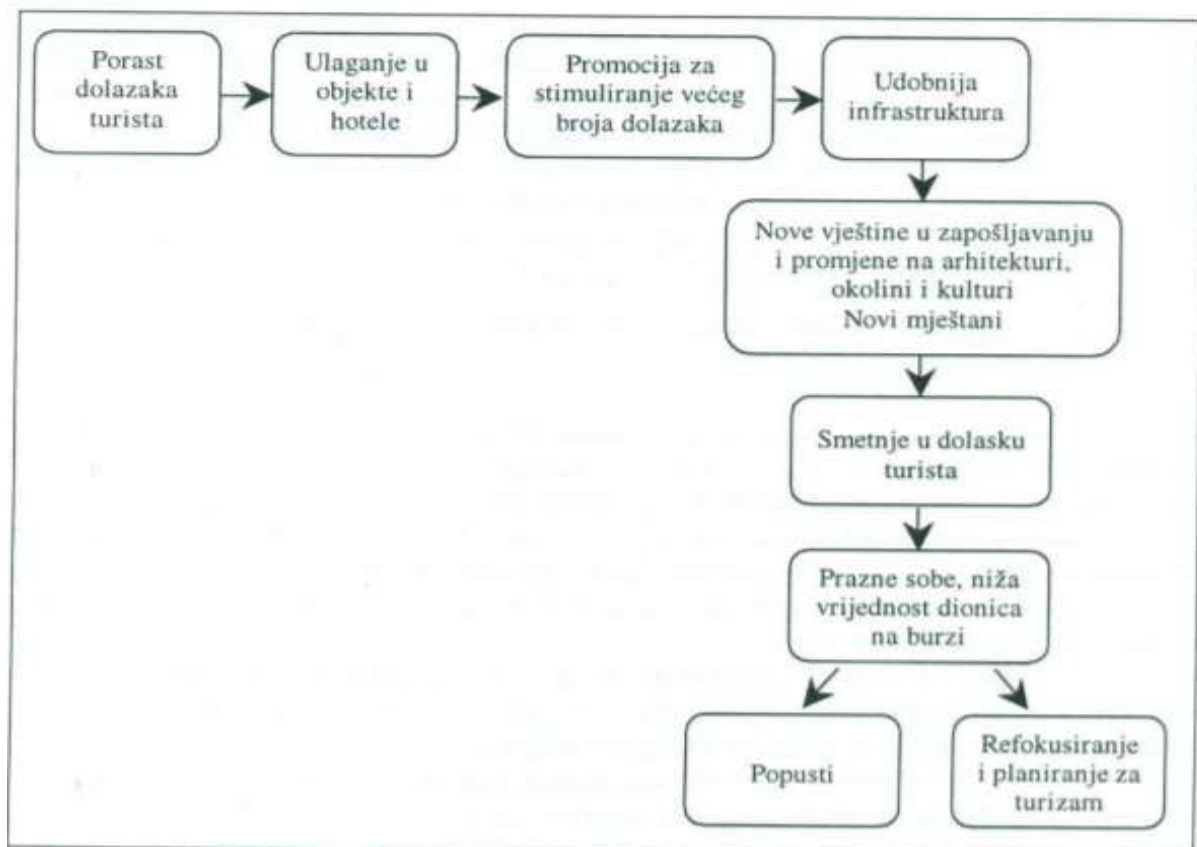 Porast
dolazaka
turista
Ulaganje u
objekte i
hotele
Promocija za
stimuliranje većeg
broja dolazaka
Udobnija
infrastruktura
Nove vještine u zapošljavanju
i promjene na arhitekturi,
okolini i kulturi
Novi mještani
Smetnje u dolasku
turista
Prazne sobe, niža
vrijednost dionica
na burzi
Popusti
Refokusiranje
i planiranje za
turizam